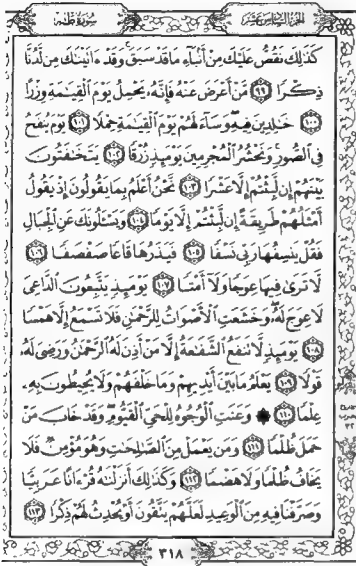 الجزء السادس عشر سورة طه
كَذَٰلِكَ نَقُصُّ عَلَيْكَ مِنْ أَنۢبَآءِ مَا قَدْ سَبَقَ ۚ وَقَدْ ءَاتَيْنَٰكَ مِن لَّدُنَّا
ذِكْرًا ٩٩ مَّنْ أَعْرَضَ عَنْهُ فَإِنَّهُۥ يَحْمِلُ يَوْمَ ٱلْقِيَٰمَةِ وِزْرًا
١٠٠ خَٰلِدِينَ فِيهِ ۖ وَسَآءَ لَهُمْ يَوْمَ ٱلْقِيَٰمَةِ حِمْلًا ١٠١ يَوْمَ يُنفَخُ
فِى ٱلصُّورِ ۚ وَنَحْشُرُ ٱلْمُجْرِمِينَ يَوْمَئِذٍ زُرْقًا ١٠٢ يَتَخَٰفَتُونَ
بَيْنَهُمْ إِن لَّبِثْتُمْ إِلَّا عَشْرًا ١٠٣ نَّحْنُ أَعْلَمُ بِمَا يَقُولُونَ إِذْ يَقُولُ
أَمْثَلُهُمْ طَرِيقَةً إِن لَّبِثْتُمْ إِلَّا يَوْمًا ١٠٤ وَيَسْـَٔلُونَكَ عَنِ ٱلْجِبَالِ
فَقُلْ يَنسِفُهَا رَبِّى نَسْفًا ١٠٥ فَيَذَرُهَا قَاعًا صَفْصَفًا ١٠٦
لَّا تَرَىٰ فِيهَا عِوَجًا وَلَآ أَمْتًا ١٠٧ يَوْمَئِذٍ يَتَّبِعُونَ ٱلدَّاعِىَ
لَا عِوَجَ لَهُۥ ۖ وَخَشَعَتِ ٱلْأَصْوَاتُ لِلرَّحْمَٰنِ فَلَا تَسْمَعُ إِلَّا هَمْسًا
١٠٨ يَوْمَئِذٍ لَّا تَنفَعُ ٱلشَّفَٰعَةُ إِلَّا مَنْ أَذِنَ لَهُ ٱلرَّحْمَٰنُ وَرَضِىَ لَهُۥ
قَوْلًا ١٠٩ يَعْلَمُ مَا بَيْنَ أَيْدِيهِمْ وَمَا خَلْفَهُمْ وَلَا يُحِيطُونَ بِهِۦ
عِلْمًا ١١٠ ۞ وَعَنَتِ ٱلْوُجُوهُ لِلْحَىِّ ٱلْقَيُّومِ ۖ وَقَدْ خَابَ مَنْ
حَمَلَ ظُلْمًا ١١١ وَمَن يَعْمَلْ مِنَ ٱلصَّٰلِحَٰتِ وَهُوَ مُؤْمِنٌ فَلَا
يَخَافُ ظُلْمًا وَلَا هَضْمًا ١١٢ وَكَذَٰلِكَ أَنزَلْنَٰهُ قُرْءَانًا عَرَبِيًّا
وَصَرَّفْنَا فِيهِ مِنَ ٱلْوَعِيدِ لَعَلَّهُمْ يَتَّقُونَ أَوْ يُحْدِثُ لَهُمْ ذِكْرًا ١١٣
٣١٨